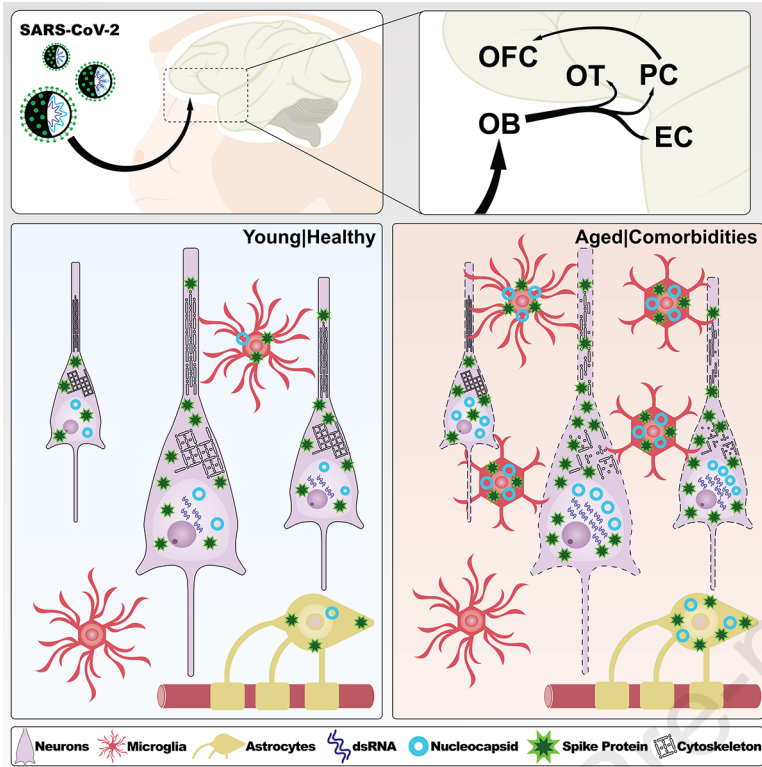 SARS-CoV-2
OFC
OT
PC
OB
EC
Young|Healthy
Aged|Comorbidities
Neurons
Microglia
Astrocytes
dsRNA
Nucleocapsid
Spike Protein
Cytoskeleton